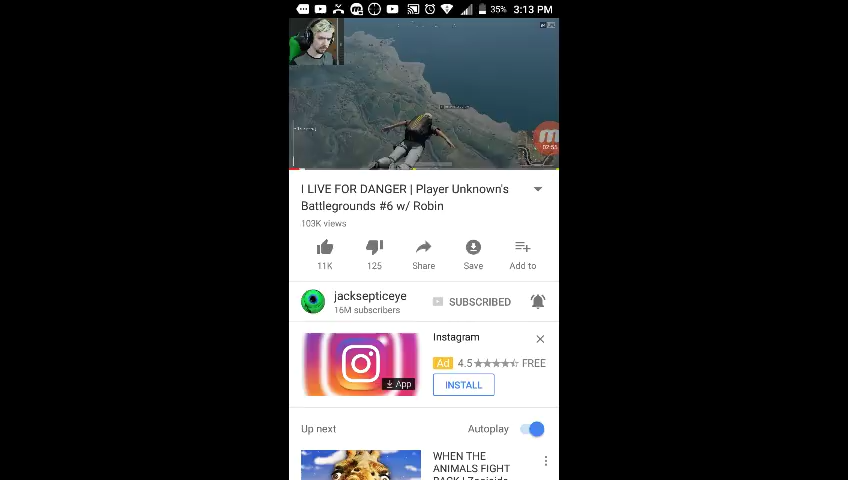 35% 3:13 PM
02:55
I LIVE FOR DANGER | Player Unknown's
Battlegrounds #6 w/ Robin
103K views
11K 125 Share Save Add to
jacksepticeye
16M subscribers
SUBSCRIBED
Instagram
Ad 4.5 FREE
App
INSTALL
Up next Autoplay
WHEN THE
ANIMALS FIGHT